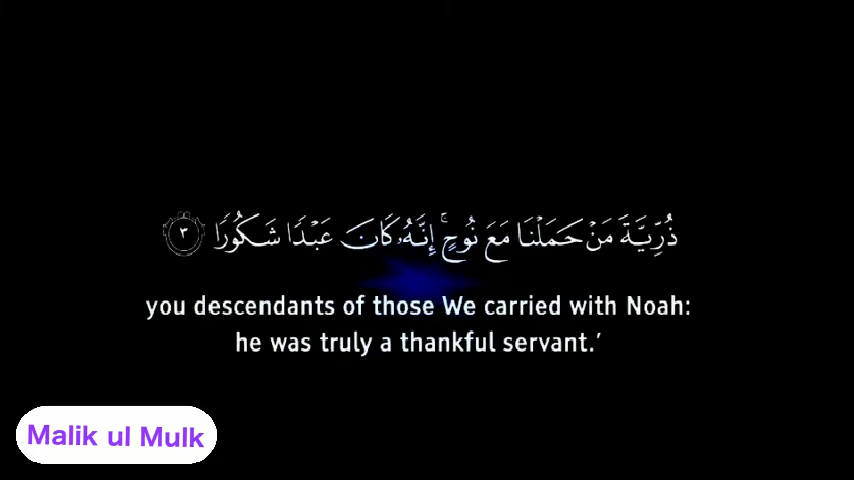 ذُرِّيَّةَ مَنْ حَمَلْنَا مَعَ نُوحٍ ۚ إِنَّهُۥ كَانَ عَبْدًا شَكُورًا ٣
you descendants of those We carried with Noah:
he was truly a thankful servant.’
Malik ul Mulk